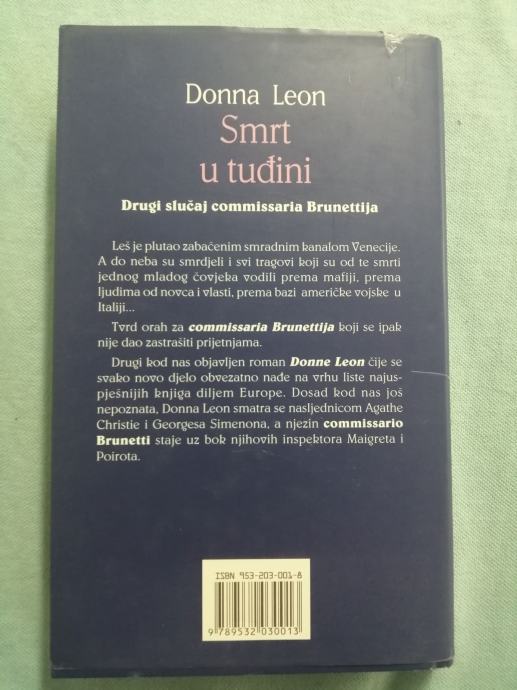 Donna Leon
Smrt
u tuđini
Drugi slučaj commissaria Brunettija
Leš je plutao zabačenim smradnim kanalom Venecije.
A do neba su smrdjeli i svi tragovi koji su od te smrti
jednog mladog čovjeka vodili prema mafiji, prema
ljudima od novca i vlasti, prema bazi američke vojske u
Italiji...
Tvrd orah za commissaria Brunettija koji se ipak
nije dao zastrašiti prijetnjama.
Drugi kod nas objavljen roman Donne Leon čije se
svako novo djelo obvezatno nađe na vrhu liste najus-
pješnijih knjiga diljem Europe. Dosad kod nas još
nepoznata, Donna Leon smatra se nasljednicom Agathe
Christie i Georgesa Simenona, a njezin commissario
Brunetti staje uz bok njihovih inspektora Maigreta i
Poirota.
ISBN 953-203-001-8
9 789532 030013